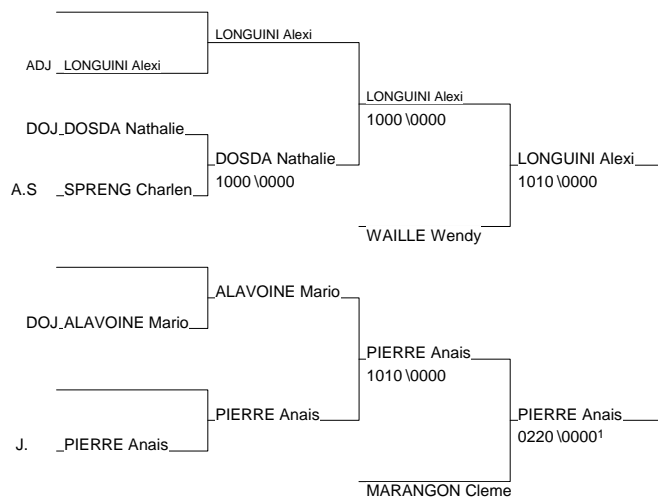 LONGUINI Alexi
ADJ LONGUINI Alexi
LONGUINI Alexi
1000 \0000
DOJ DOSDA Nathalie
DOSDA Nathalie
1000 \0000
LONGUINI Alexi
1010 \0000
A.S SPRENG Charlen
WAILLE Wendy
ALAVOINE Mario
DOJ ALAVOINE Mario
PIERRE Anais
1010 \0000
PIERRE Anais
PIERRE Anais
0220 \0000¹
J. PIERRE Anais
MARANGON Cleme